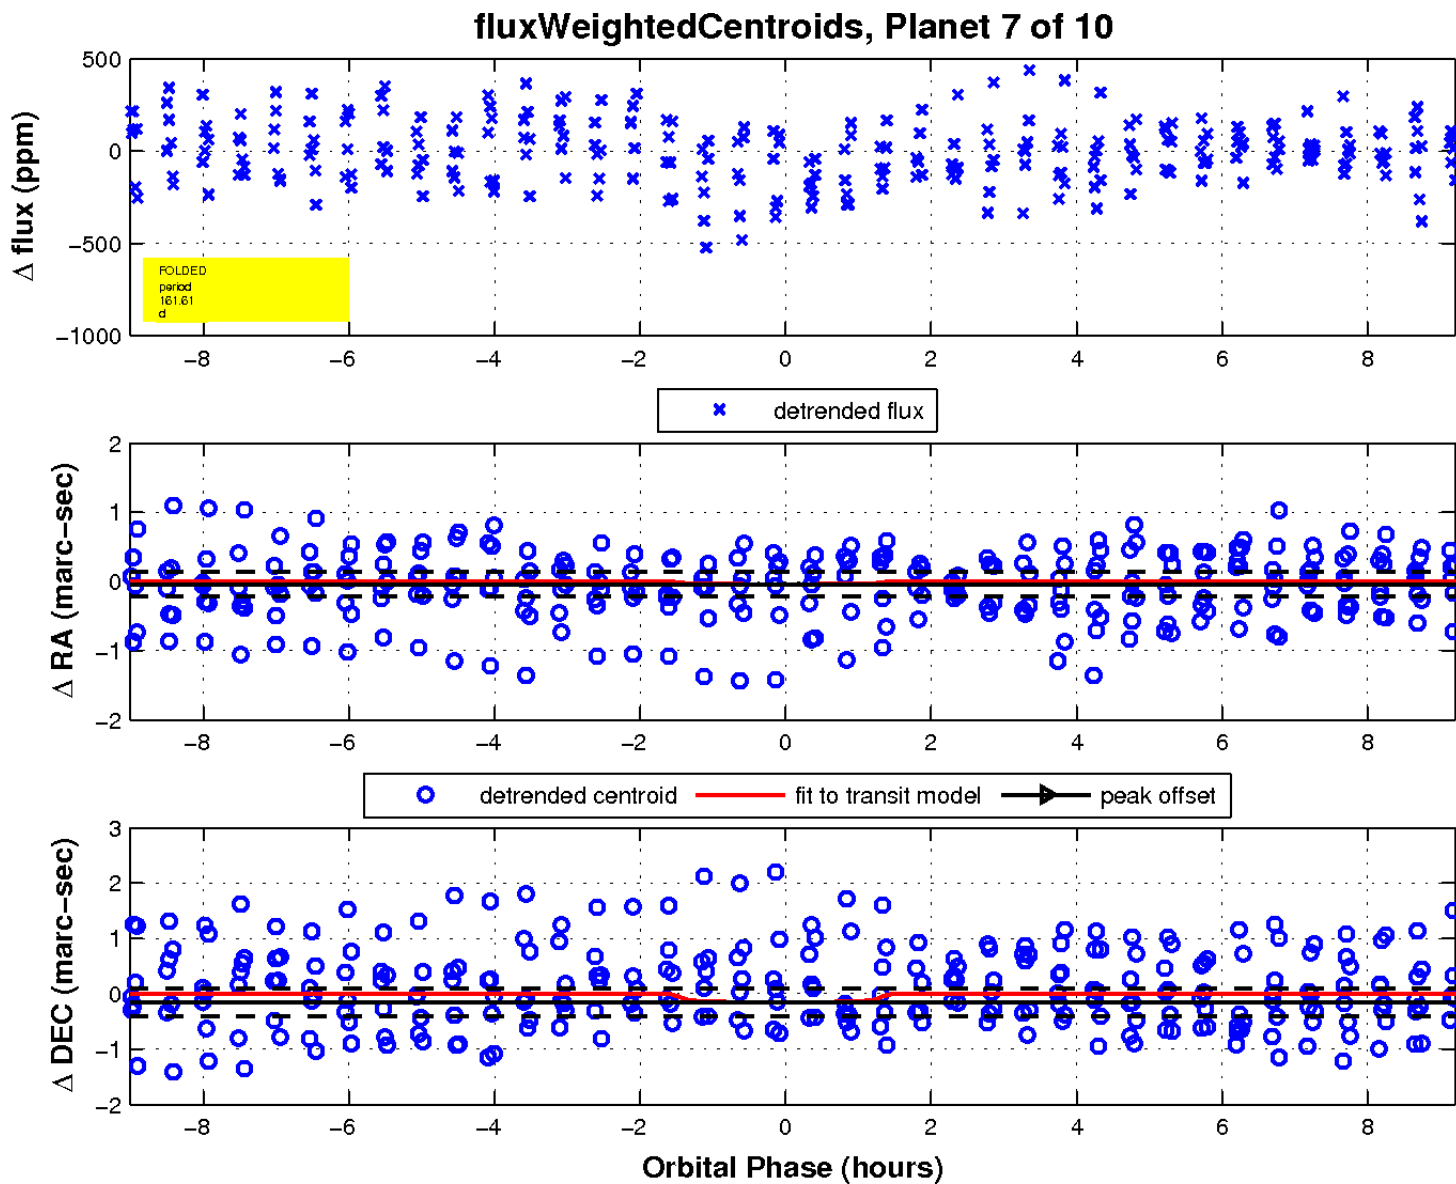 fluxWeightedCentroids, Planet 7 of 10
Δ flux (ppm)
500
0
−500
−1000
FOLDED
period
161.61
d
−8 −6 −4 −2 0 2 4 6 8
detrended flux
Δ RA (marc−sec)
2
1
0
−1
−2
−8 −6 −4 −2 0 2 4 6 8
detrended centroid fit to transit model peak offset
Δ DEC (marc−sec)
3
2
1
0
−1
−2
−8 −6 −4 −2 0 2 4 6 8
Orbital Phase (hours)